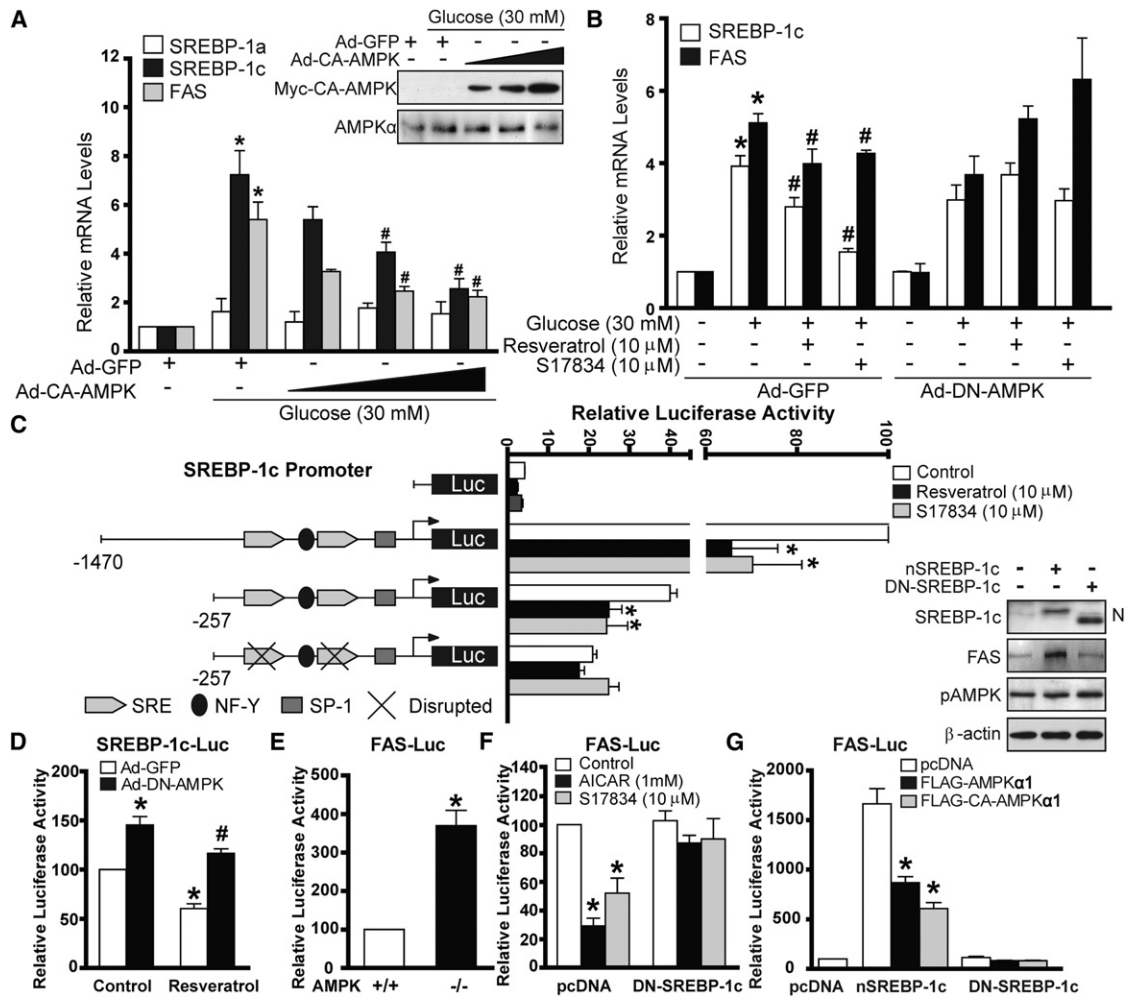 A
SREBP-1a
SREBP-1c
FAS
Glucose (30 mM)
Ad-GFP + + - - -
Ad-CA-AMPK - -
Myc-CA-AMPK
AMPKα
Relative mRNA Levels
12
10
8
6
4
2
0
* * # # # #
Ad-GFP + + - - -
Ad-CA-AMPK - -
Glucose (30 mM)
B
SREBP-1c
FAS
Relative mRNA Levels
8
6
4
2
0
* * # # # #
Glucose (30 mM) - + + + - + + +
Resveratrol (10 μM) - - + - - - + -
S17834 (10 μM) - - - + - - - +
Ad-GFP Ad-DN-AMPK
C
Relative Luciferase Activity
0 10 20 30 60 80 100
SREBP-1c Promoter
Luc
Luc
-1470
Luc
-257
Luc
-257
* * * *
SRE NF-Y SP-1 Disrupted
Control
Resveratrol (10 μM)
S17834 (10 μM)
nSREBP-1c - + -
DN-SREBP-1c - - +
SREBP-1c N
FAS
pAMPK
β-actin
D
SREBP-1c-Luc
Ad-GFP
Ad-DN-AMPK
Relative Luciferase Activity
200
150
100
50
0
* * #
Control Resveratrol
E
FAS-Luc
Relative Luciferase Activity
500
400
300
200
100
0
*
AMPK +/+ -/-
F
FAS-Luc
Control
AICAR (1mM)
S17834 (10 μM)
Relative Luciferase Activity
140
120
100
80
60
40
20
0
* *
pcDNA DN-SREBP-1c
G
FAS-Luc
pcDNA
FLAG-AMPKα1
FLAG-CA-AMPKα1
Relative Luciferase Activity
2000
1500
1000
500
0
* *
pcDNA nSREBP-1c DN-SREBP-1c